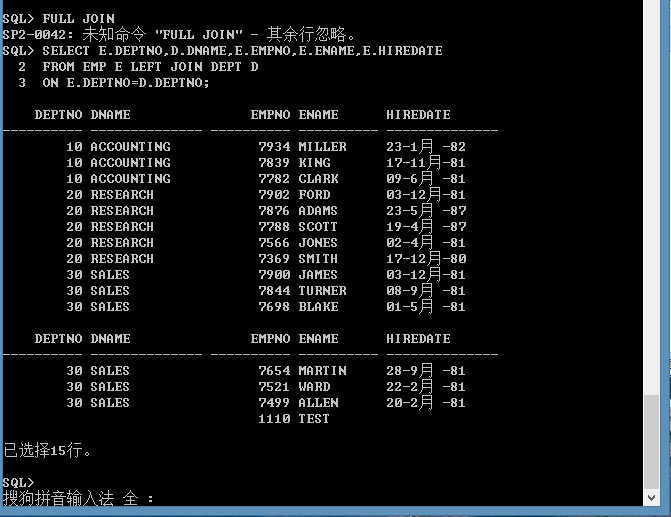 SQL> FULL JOIN
SP2-0042: 未知命令 "FULL JOIN" - 其余行忽略。
SQL> SELECT E.DEPTNO,D.DNAME,E.EMPNO,E.ENAME,E.HIREDATE
  2  FROM EMP E LEFT JOIN DEPT D
  3  ON E.DEPTNO=D.DEPTNO;
    DEPTNO DNAME               EMPNO ENAME      HIREDATE
---------- -------------- ---------- ---------- --------------
        10 ACCOUNTING           7934 MILLER     23-1月 -82
        10 ACCOUNTING           7839 KING       17-11月-81
        10 ACCOUNTING           7782 CLARK      09-6月 -81
        20 RESEARCH             7902 FORD       03-12月-81
        20 RESEARCH             7876 ADAMS      23-5月 -87
        20 RESEARCH             7788 SCOTT      19-4月 -87
        20 RESEARCH             7566 JONES      02-4月 -81
        20 RESEARCH             7369 SMITH      17-12月-80
        30 SALES                7900 JAMES      03-12月-81
        30 SALES                7844 TURNER     08-9月 -81
        30 SALES                7698 BLAKE      01-5月 -81
    DEPTNO DNAME               EMPNO ENAME      HIREDATE
---------- -------------- ---------- ---------- --------------
        30 SALES                7654 MARTIN     28-9月 -81
        30 SALES                7521 WARD       22-2月 -81
        30 SALES                7499 ALLEN      20-2月 -81
                                1110 TEST
已选择15行。
SQL>
搜狗拼音输入法 全 :